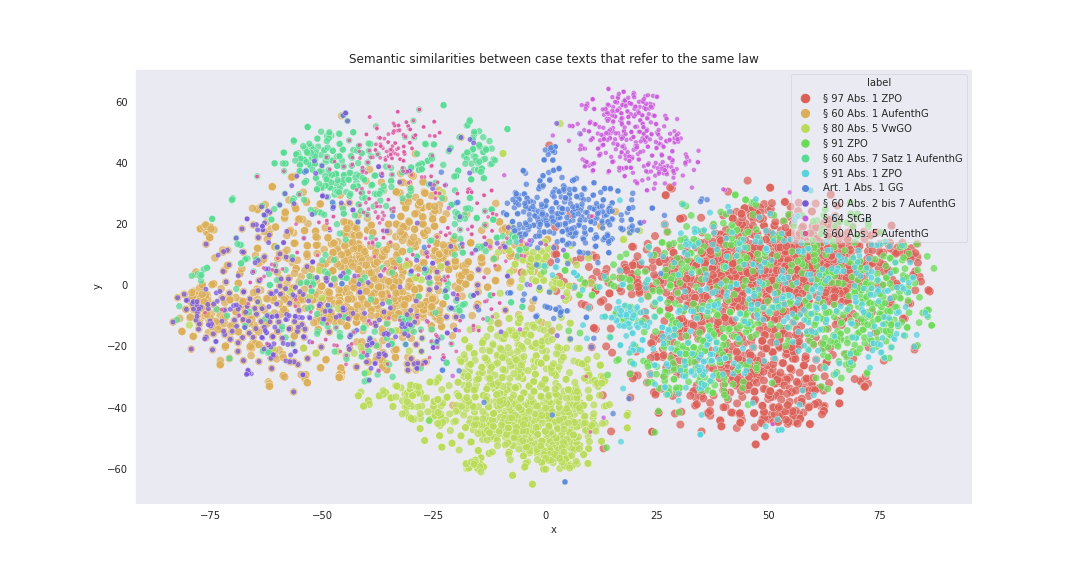 Semantic similarities between case texts that refer to the same law
label
§ 97 Abs. 1 ZPO
§ 60 Abs. 1 AufenthG
§ 80 Abs. 5 VwGO
§ 91 ZPO
§ 60 Abs. 7 Satz 1 AufenthG
§ 91 Abs. 1 ZPO
Art. 1 Abs. 1 GG
§ 60 Abs. 2 bis 7 AufenthG
§ 64 StGB
§ 60 Abs. 5 AufenthG
y
60
40
20
0
−20
−40
−60
−75
−50
−25
0
25
50
75
x